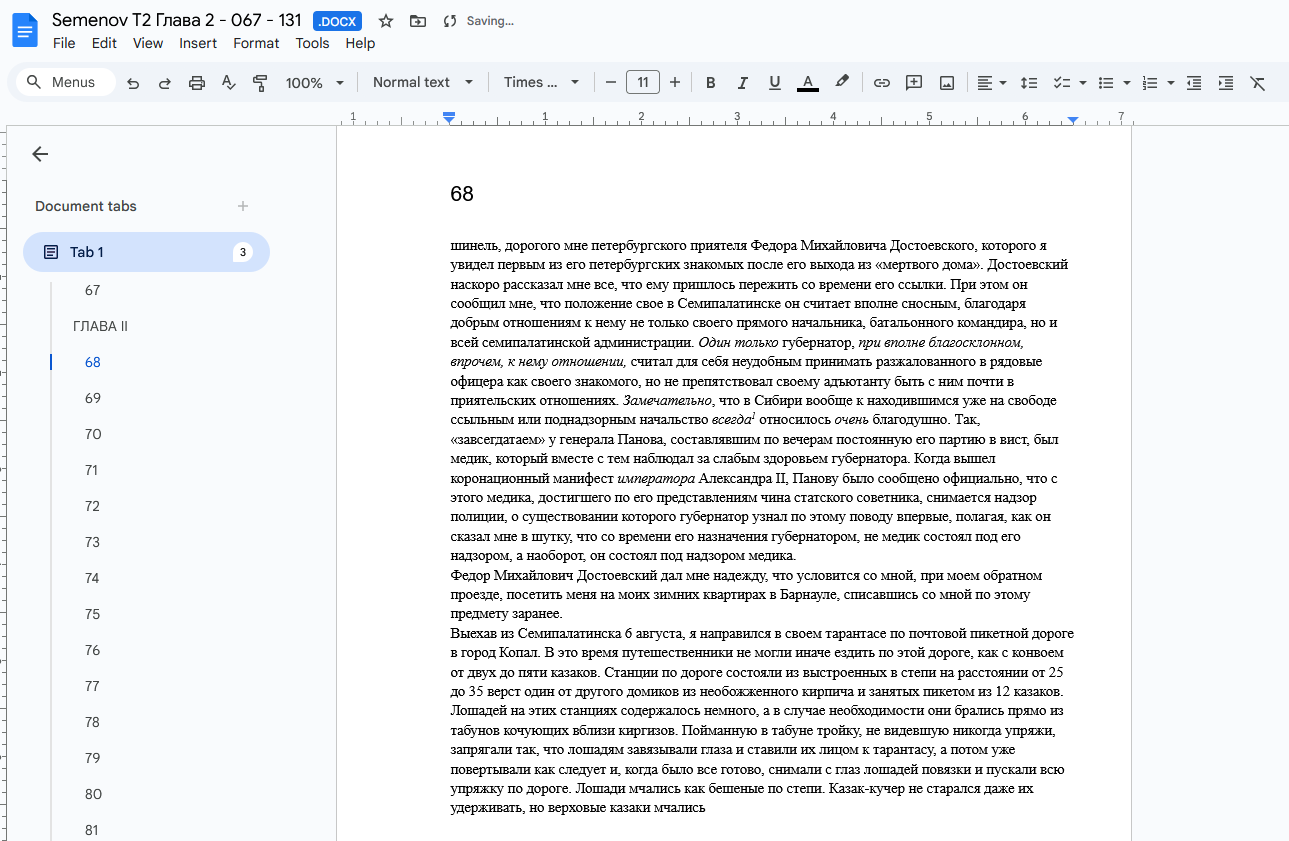 Semenov T2 Глава 2 - 067 - 131 .DOCX Saving...
File Edit View Insert Format Tools Help
Menus 100% Normal text Times ... 11 B I U A
1 1 2 3 4 5 6 7
Document tabs
Tab 1 3
67
ГЛАВА II
68
69
70
71
72
73
74
75
76
77
78
79
80
81
68
шинель, дорогого мне петербургского приятеля Федора Михайловича Достоевского, которого я
увидел первым из его петербургских знакомых после его выхода из «мертвого дома». Достоевский
наскоро рассказал мне все, что ему пришлось пережить со времени его ссылки. При этом он
сообщил мне, что положение свое в Семипалатинске он считает вполне сносным, благодаря
добрым отношениям к нему не только своего прямого начальника, батальонного командира, но и
всей семипалатинской администрации. Один только губернатор, при вполне благосклонном,
впрочем, к нему отношении, считал для себя неудобным принимать разжалованного в рядовые
офицера как своего знакомого, но не препятствовал своему адъютанту быть с ним почти в
приятельских отношениях. Замечательно, что в Сибири вообще к находившимся уже на свободе
ссыльным или поднадзорным начальство всегда¹ относилось очень благодушно. Так,
«завсегдатаем» у генерала Панова, составлявшим по вечерам постоянную его партию в вист, был
медик, который вместе с тем наблюдал за слабым здоровьем губернатора. Когда вышел
коронационный манифест императора Александра II, Панову было сообщено официально, что с
этого медика, достигшего по его представлениям чина статского советника, снимается надзор
полиции, о существовании которого губернатор узнал по этому поводу впервые, полагая, как он
сказал мне в шутку, что со времени его назначения губернатором, не медик состоял под его
надзором, а наоборот, он состоял под надзором медика.
Федор Михайлович Достоевский дал мне надежду, что условится со мной, при моем обратном
проезде, посетить меня на моих зимних квартирах в Барнауле, списавшись со мной по этому
предмету заранее.
Выехав из Семипалатинска 6 августа, я направился в своем тарантасе по почтовой пикетной дороге
в город Копал. В это время путешественники не могли иначе ездить по этой дороге, как с конвоем
от двух до пяти казаков. Станции по дороге состояли из выстроенных в степи на расстоянии от 25
до 35 верст один от другого домиков из необожженного кирпича и занятых пикетом из 12 казаков.
Лошадей на этих станциях содержалось немного, а в случае необходимости они брались прямо из
табунов кочующих вблизи киргизов. Пойманную в табуне тройку, не видевшую никогда упряжи,
запрягали так, что лошадям завязывали глаза и ставили их лицом к тарантасу, а потом уже
повертывали как следует и, когда было все готово, снимали с глаз лошадей повязки и пускали всю
упряжку по дороге. Лошади мчались как бешеные по степи. Казак-кучер не старался даже их
удерживать, но верховые казаки мчались